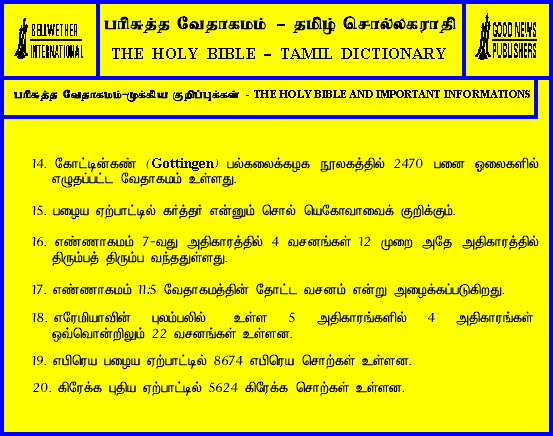 BELLWETHER
INTERNATIONAL
பரிசுத்த வேதாகமம் – தமிழ் சொல்லகராதி
THE HOLY BIBLE – TAMIL DICTIONARY
GOOD NEWS
PUBLISHERS
பரிசுத்த வேதாகமம்-முக்கிய குறிப்புக்கள் - THE HOLY BIBLE AND IMPORTANT INFORMATIONS
14. கோட்டின்கண் (Gottingen) பல்கலைக்கழக நூலகத்தில் 2470 பனை ஓலைகளில்
எழுதப்பட்ட வேதாகமம் உள்ளது.
15. பழைய ஏற்பாட்டில் கர்த்தர் என்னும் சொல் யெகோவாவைக் குறிக்கும்.
16. எண்ணாகமம் 7-வது அதிகாரத்தில் 4 வசனங்கள் 12 முறை அதே அதிகாரத்தில்
திரும்பத் திரும்ப வந்ததுள்ளது.
17. எண்ணாகமம் 11:5 வேதாகமத்தின் தோட்ட வசனம் என்று அழைக்கப்படுகிறது.
18. எரேமியாவின் புலம்பலில் உள்ள 5 அதிகாரங்களில் 4 அதிகாரங்கள்
ஒவ்வொன்றிலும் 22 வசனங்கள் உள்ளன.
19. எபிரெய பழைய ஏற்பாட்டில் 8674 எபிரெய சொற்கள் உள்ளன.
20. கிரேக்க புதிய ஏற்பாட்டில் 5624 கிரேக்க சொற்கள் உள்ளன.